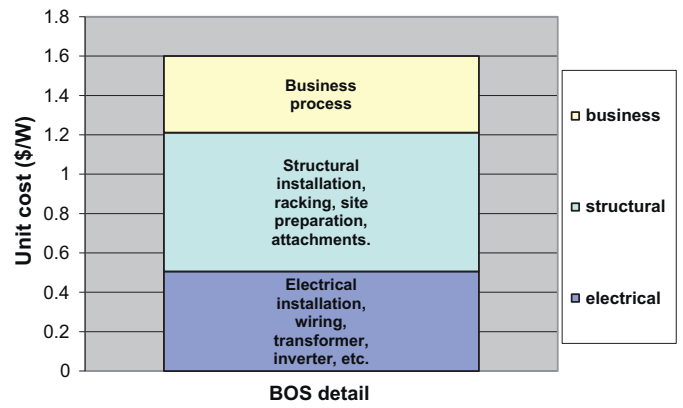 1.8
1.6
1.4
1.2
1
0.8
0.6
0.4
0.2
0
Unit cost ($/W)
Business
process
Structural
installation,
racking, site
preparation,
attachments.
Electrical
installation,
wiring,
transformer,
inverter, etc.
BOS detail
business
structural
electrical